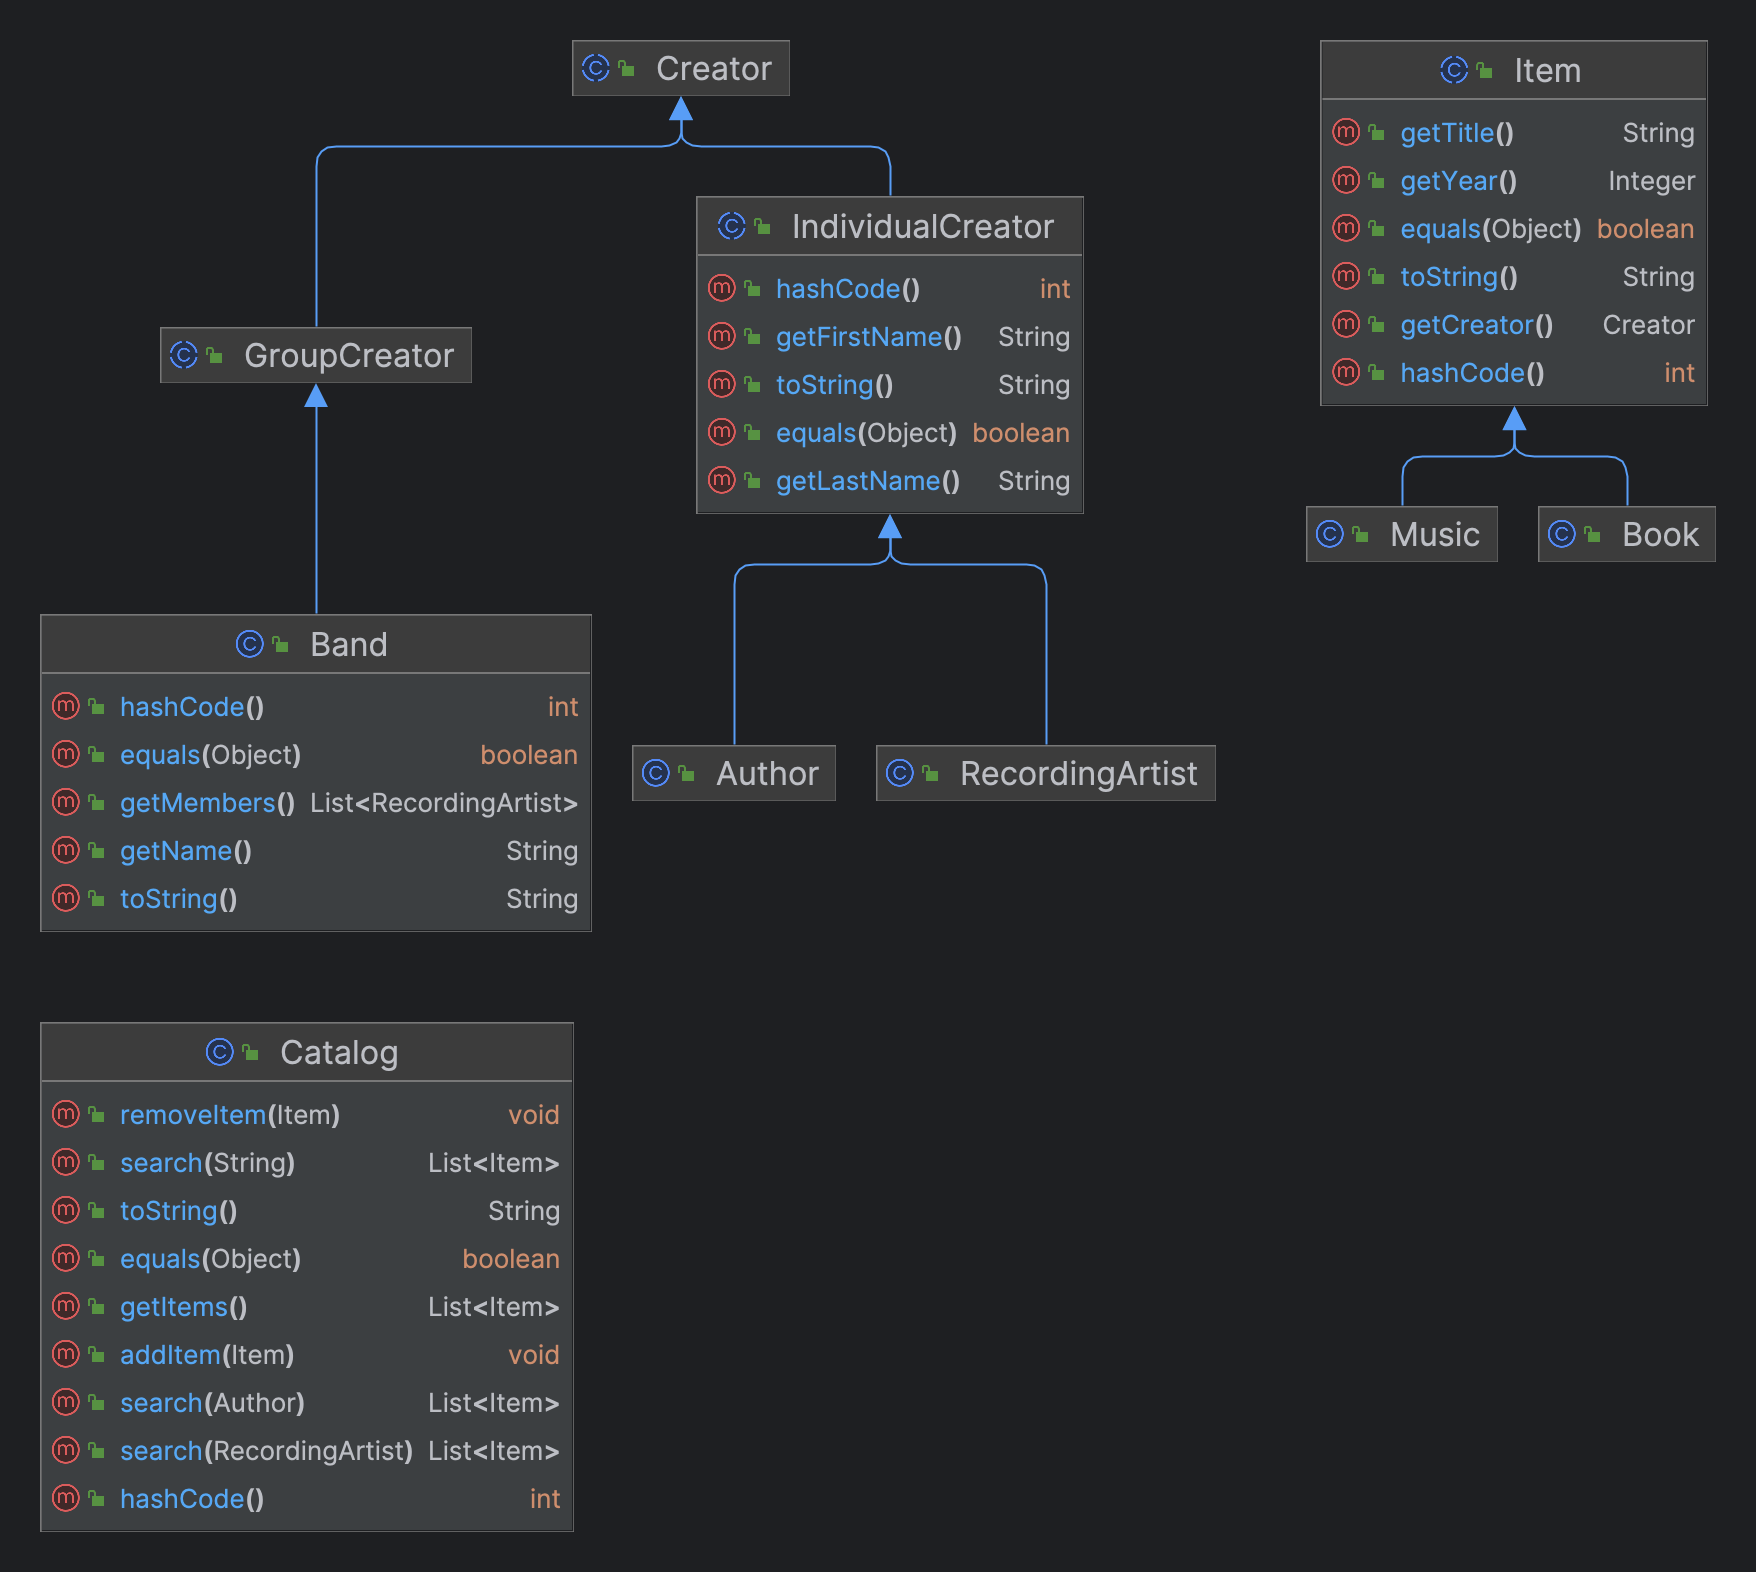 Creator
Item
getTitle() String
getYear() Integer
equals(Object) boolean
toString() String
getCreator() Creator
hashCode() int
IndividualCreator
hashCode() int
getFirstName() String
toString() String
equals(Object) boolean
getLastName() String
GroupCreator
Music
Book
Band
hashCode() int
equals(Object) boolean
getMembers() List<RecordingArtist>
getName() String
toString() String
Author
RecordingArtist
Catalog
removeItem(Item) void
search(String) List<Item>
toString() String
equals(Object) boolean
getItems() List<Item>
addItem(Item) void
search(Author) List<Item>
search(RecordingArtist) List<Item>
hashCode() int